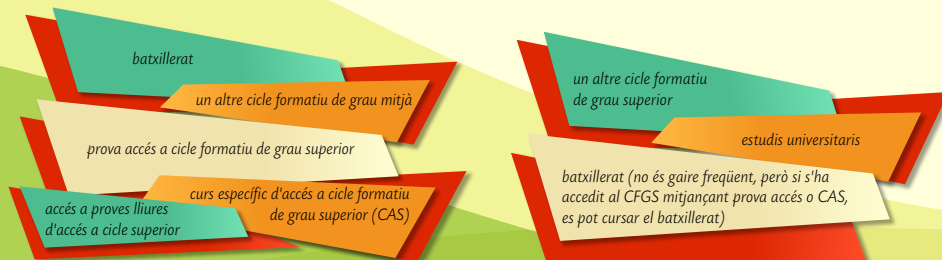 batxillerat
un altre cicle formatiu de grau mitjà
prova accés a cicle formatiu de grau superior
curs específic d'accés a cicle formatiu
de grau superior (CAS)
accés a proves lliures
d'accés a cicle superior
un altre cicle formatiu
de grau superior
estudis universitaris
batxillerat (no és gaire freqüent, però si s'ha
accedit al CFGS mitjançant prova accés o CAS,
es pot cursar el batxillerat)